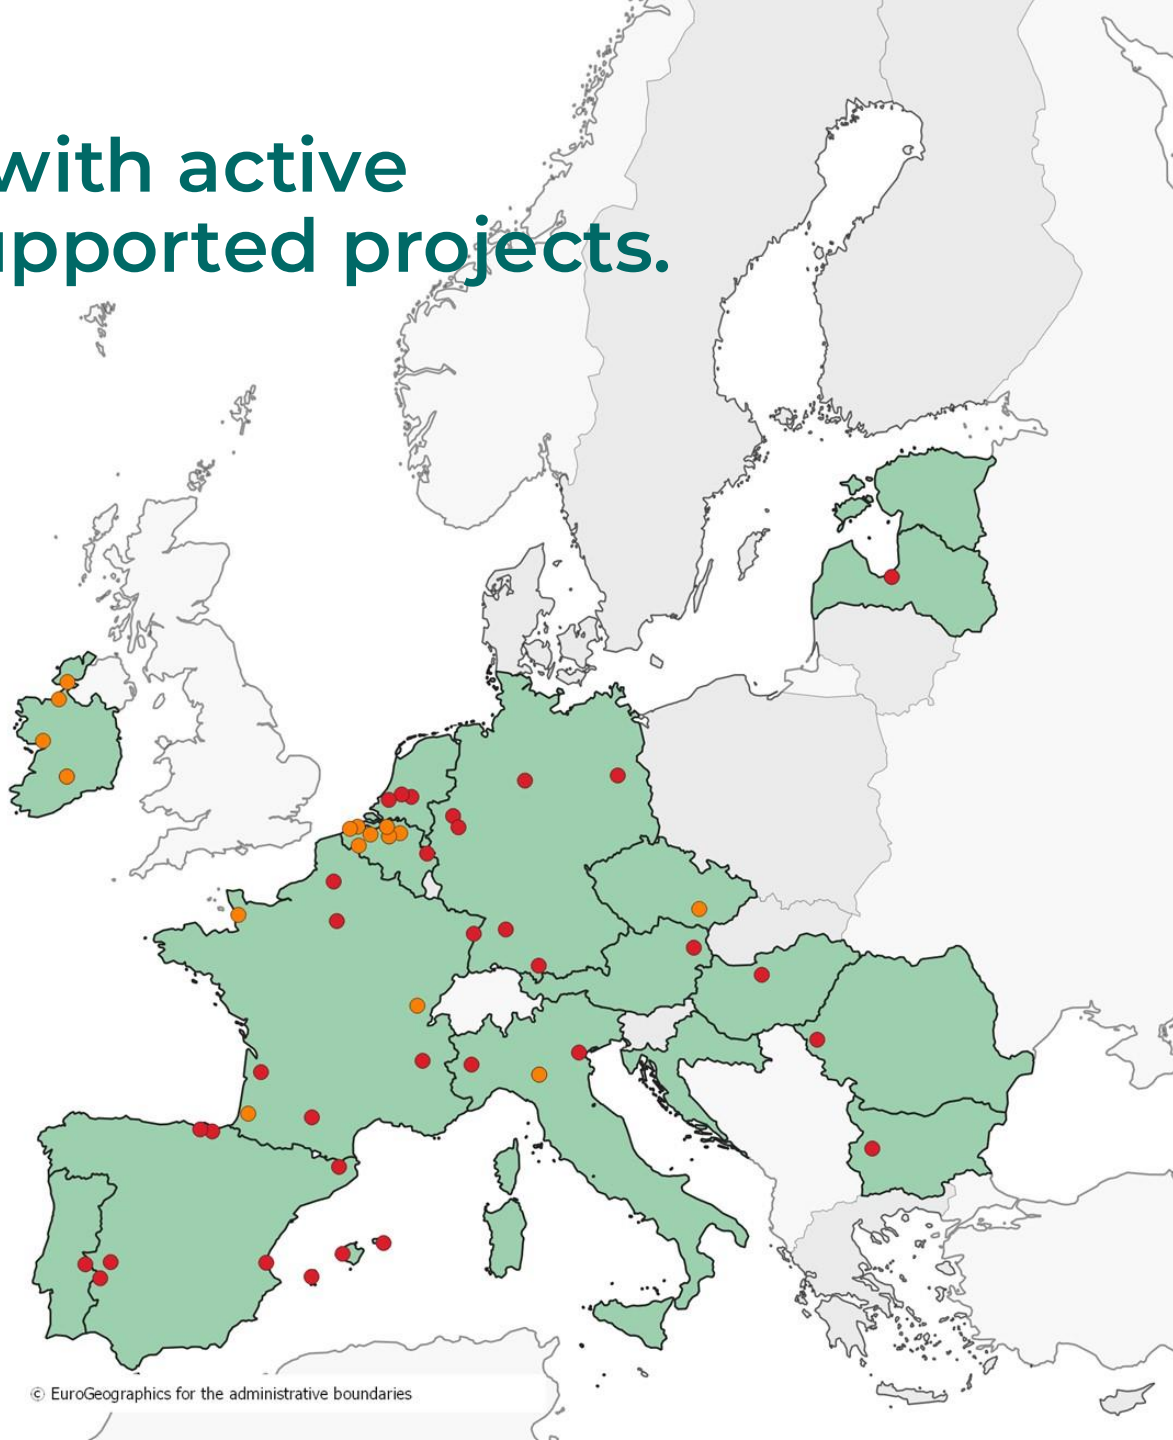 with active
pported projects.
© EuroGeographics for the administrative boundaries